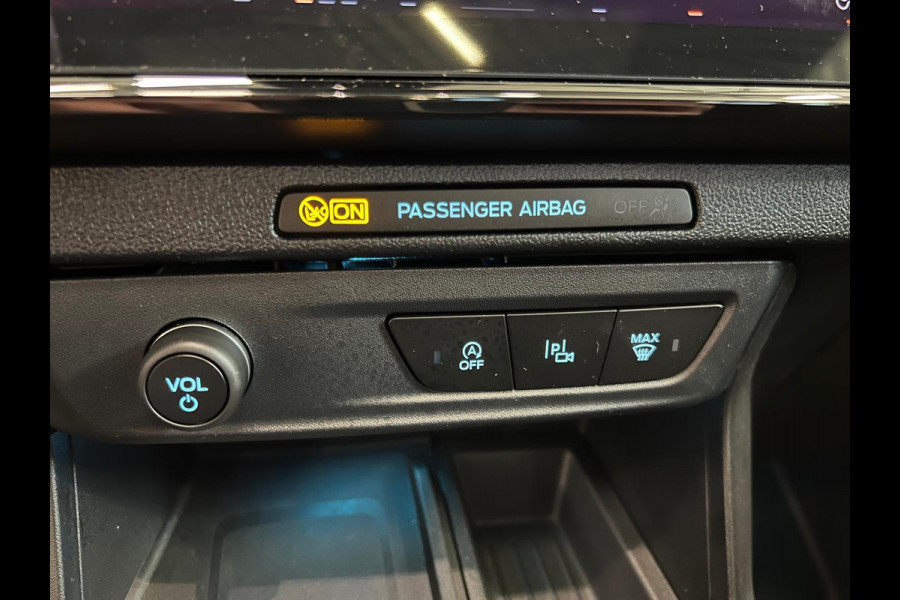 ON PASSENGER AIRBAG OFF
VOL
A
OFF
P
MAX